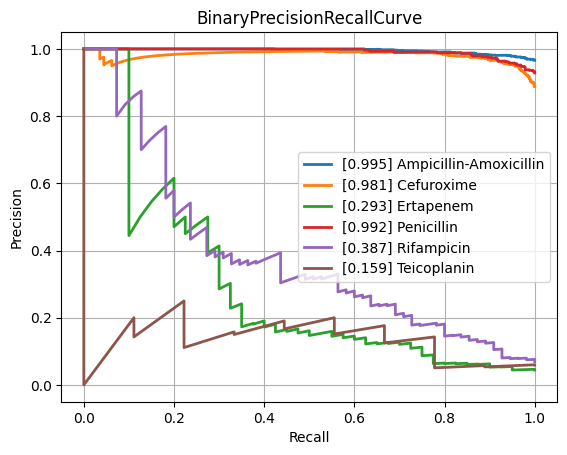 BinaryPrecisionRecallCurve
Precision
1.0
0.8
0.6
0.4
0.2
0.0
[0.995] Ampicillin-Amoxicillin
[0.981] Cefuroxime
[0.293] Ertapenem
[0.992] Penicillin
[0.387] Rifampicin
[0.159] Teicoplanin
0.0 0.2 0.4 0.6 0.8 1.0
Recall